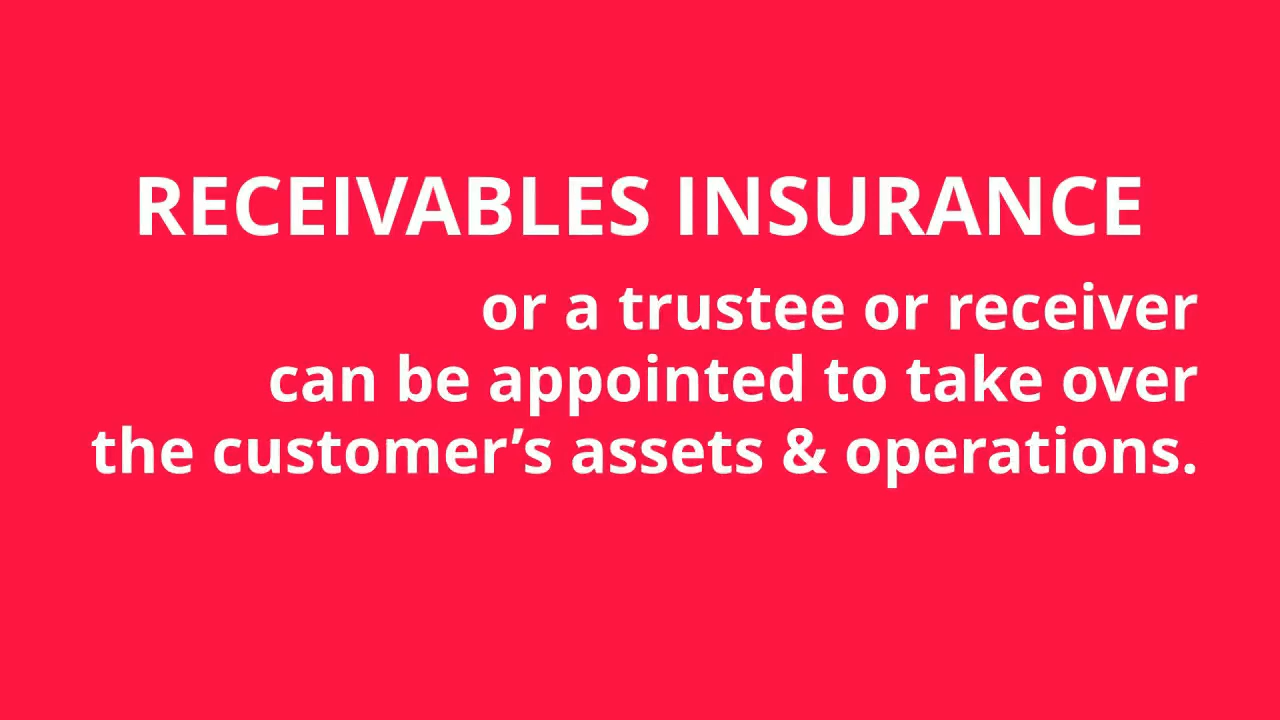 RECEIVABLES INSURANCE
or a trustee or receiver
can be appointed to take over
the customer’s assets & operations.